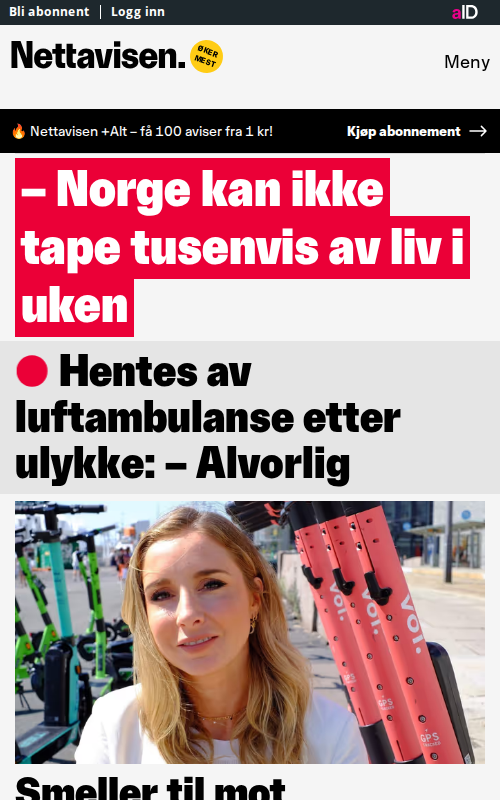 Bli abonnent | Logg inn
aID
Nettavisen.
ØKER
MEST
Meny
Nettavisen +Alt – få 100 aviser fra 1 kr!
Kjøp abonnement
– Norge kan ikke
tape tusenvis av liv i
uken
Hentes av
luftambulanse etter
ulykke: – Alvorlig
voi.
voi.
voi.
GPS
GPS
Smeller til mot